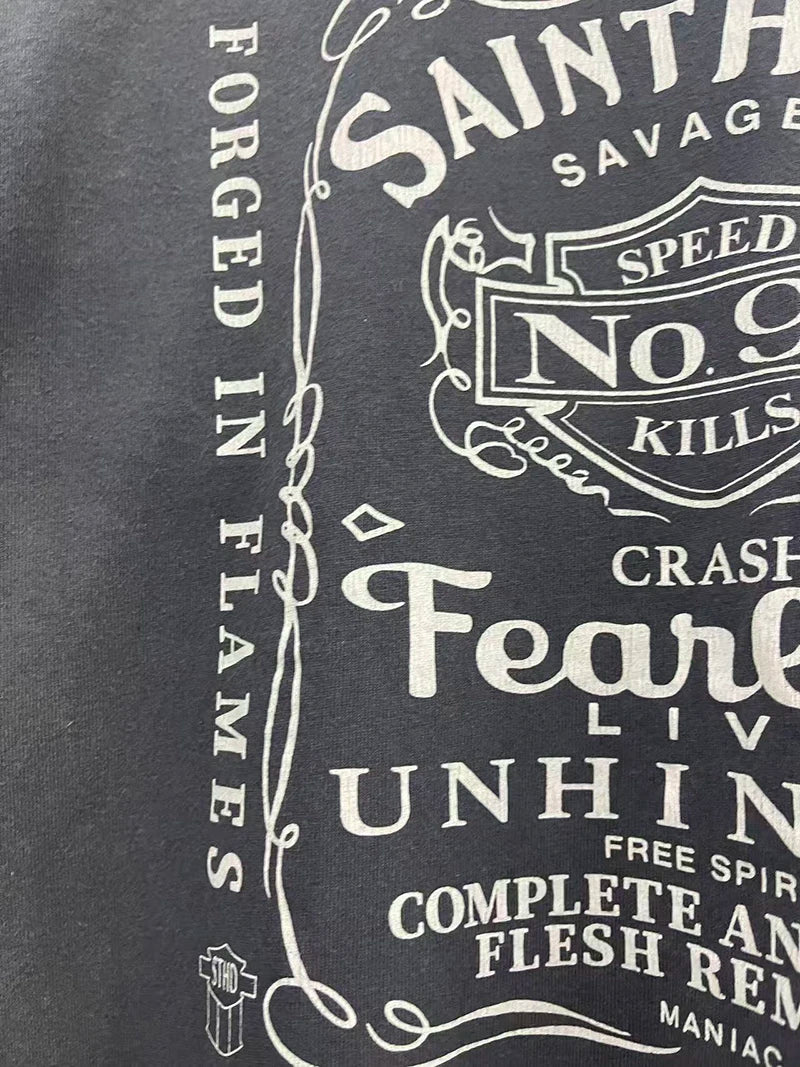 FORGED IN FLAMES
SAINTH
SAVAGE
SPEED
No. 9
KILLS
CRASH
Fearl
LIV
UNHIN
FREE SPIR
COMPLETE AN
FLESH REM
MANIAC
STHD